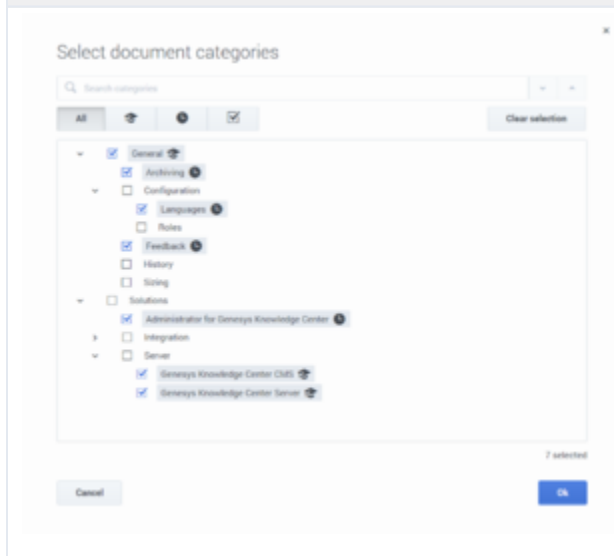 Select document categories
Search categories
All
Clear selection
General
Archiving
Configuration
Languages
Roles
Feedback
History
Sizing
Solutions
Administrator for Genesys Knowledge Center
Integration
Server
Genesys Knowledge Center CMS
Genesys Knowledge Center Server
7 selected
Cancel
Ok